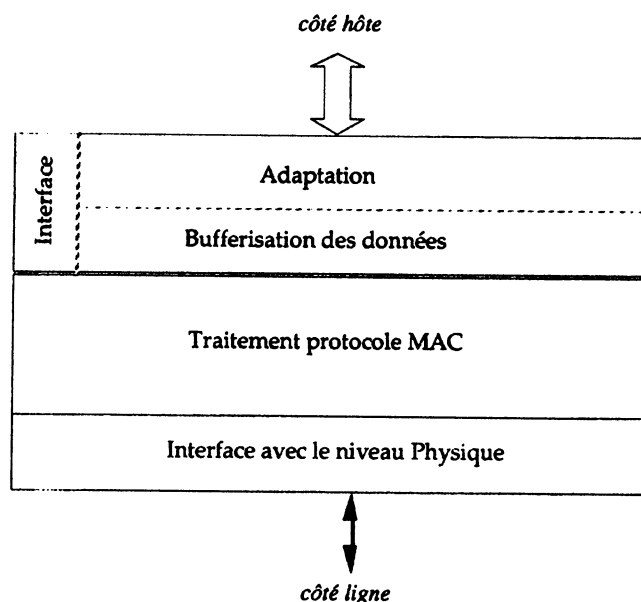 côté hôte
Interface
Adaptation
Bufferisation des données
Traitement protocole MAC
Interface avec le niveau Physique
côté ligne